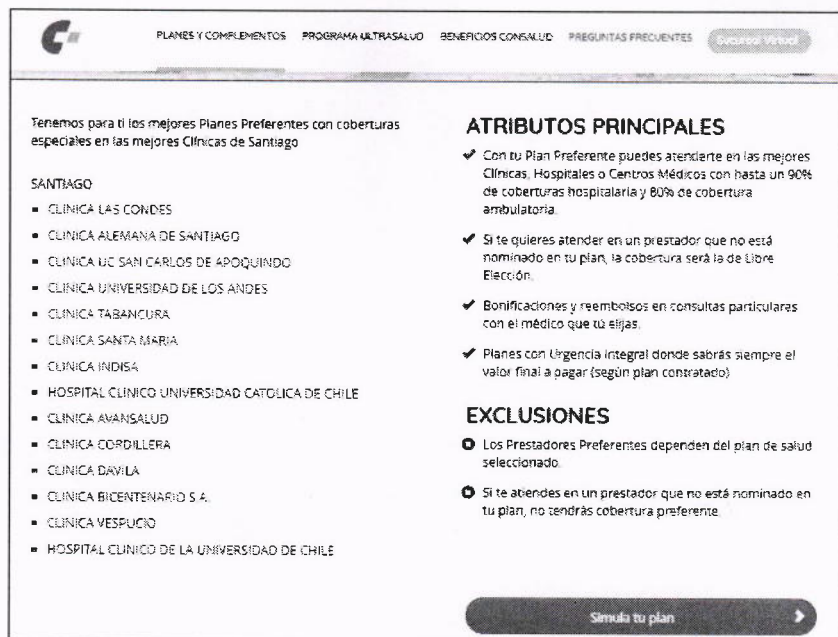 PLANES Y COMPLEMENTOS PROGRAMA ULTRASALUD BENEFICIOS CONSALUD PREGUNTAS FRECUENTES Sucursal Virtual
Tenemos para ti los mejores Planes Preferentes con coberturas
especiales en las mejores Clínicas de Santiago
SANTIAGO
CLINICA LAS CONDES
CLINICA ALEMANA DE SANTIAGO
CLINICA UC SAN CARLOS DE APOQUINDO
CLINICA UNIVERSIDAD DE LOS ANDES
CLINICA TABANCURA
CLINICA SANTA MARIA
CLINICA INDISA
HOSPITAL CLINICO UNIVERSIDAD CATOLICA DE CHILE
CLINICA AVANSALUD
CLINICA CORDILLERA
CLINICA DAVILA
CLINICA BICENTENARIO S.A.
CLINICA VESPUCIO
HOSPITAL CLINICO DE LA UNIVERSIDAD DE CHILE
ATRIBUTOS PRINCIPALES
Con tu Plan Preferente puedes atenderte en las mejores
Clínicas, Hospitales o Centros Médicos con hasta un 90%
de coberturas hospitalaria y 80% de cobertura
ambulatoria.
Si te quieres atender en un prestador que no está
nominado en tu plan, la cobertura será la de Libre
Elección.
Bonificaciones y reembolsos en consultas particulares
con el médico que tú elijas.
Planes con Urgencia Integral donde sabrás siempre el
valor final a pagar (según plan contratado)
EXCLUSIONES
Los Prestadores Preferentes dependen del plan de salud
seleccionado.
Si te atiendes en un prestador que no está nominado en
tu plan, no tendrás cobertura preferente.
Simula tu plan